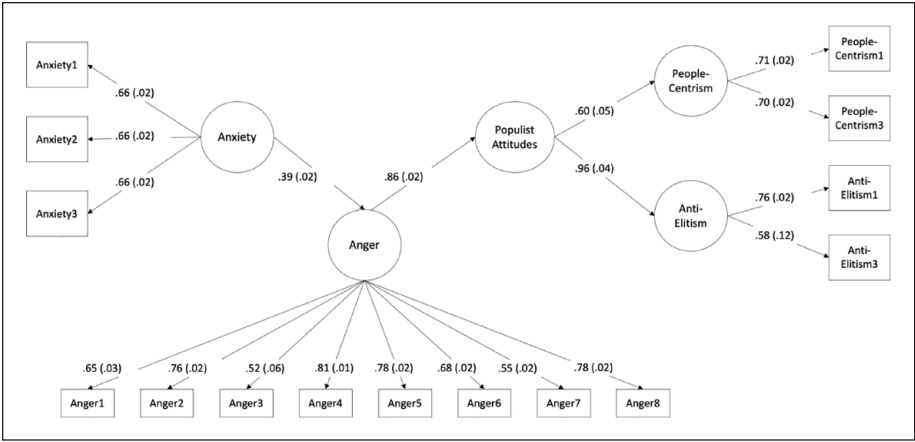 Anxiety1
.66 (.02)
Anxiety2
.66 (.02)
Anxiety3
.66 (.02)
Anxiety
.39 (.02)
Anger
.86 (.02)
Populist
Attitudes
.60 (.05)
.96 (.04)
People-
Centrism
.71 (.02)
.70 (.02)
People-
Centrism1
People-
Centrism3
Anti-
Elitism
.76 (.02)
.58 (.12)
Anti-
Elitism1
Anti-
Elitism3
.65 (.03)
.76 (.02)
.52 (.06)
.81 (.01)
.78 (.02)
.68 (.02)
.55 (.02)
.78 (.02)
Anger1
Anger2
Anger3
Anger4
Anger5
Anger6
Anger7
Anger8